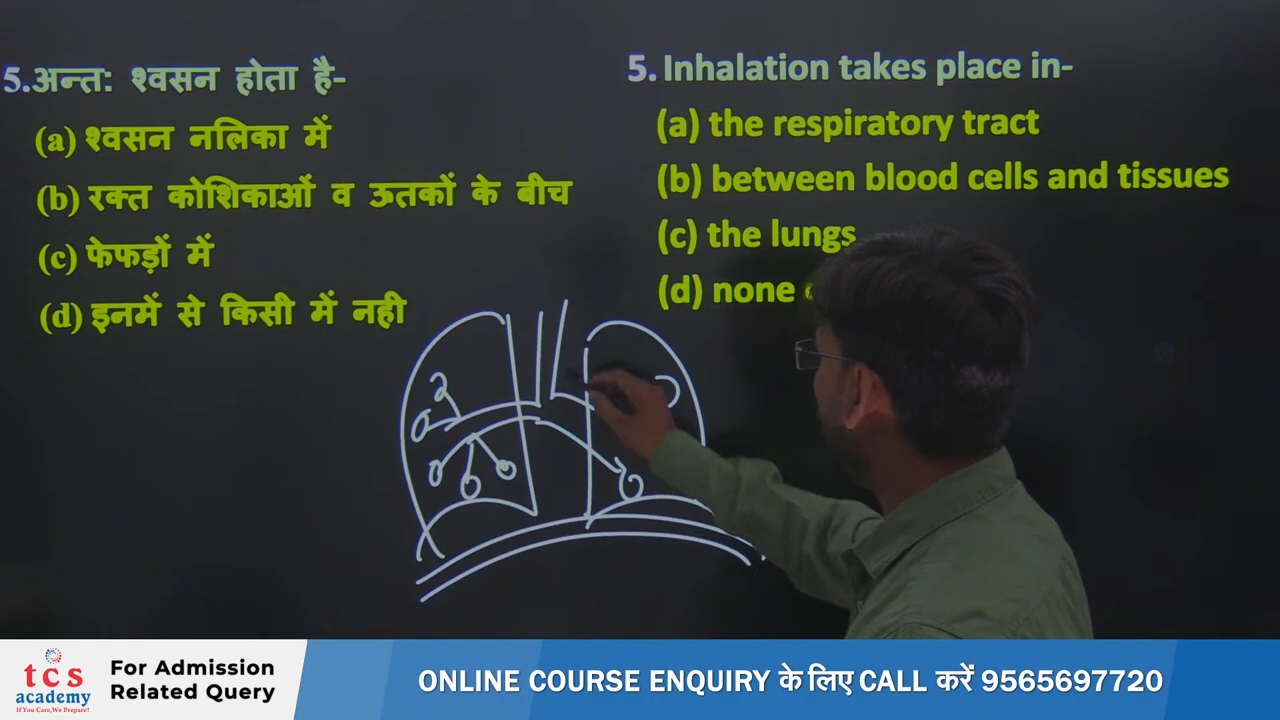 5.अन्त: श्वसन होता है-
(a) श्वसन नलिका में
(b) रक्त कोशिकाओं व ऊतकों के बीच
(c) फेफड़ों में
(d) इनमें से किसी में नही
5. Inhalation takes place in-
(a) the respiratory tract
(b) between blood cells and tissues
(c) the lungs
(d) none
tcs
academy
If You Care,We Prepare!
For Admission
Related Query
ONLINE COURSE ENQUIRY के लिए CALL करें 9565697720